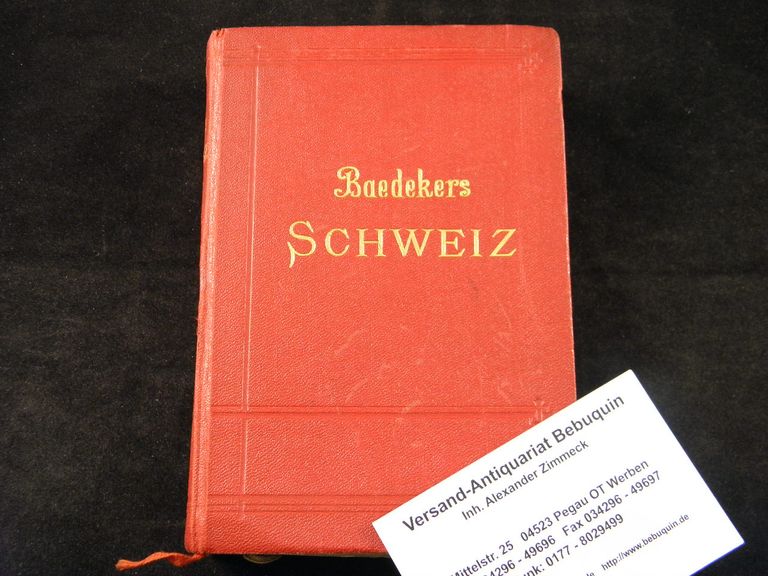 Baedekers
SCHWEIZ
Versand-Antiquariat Bebuquin
Inh. Alexander Zimmeck
Mittelstr. 25 04523 Pegau OT Werben
- 49696 Fax 034296 - 49697
0177 - 8029499
http://www.bebuquin.de